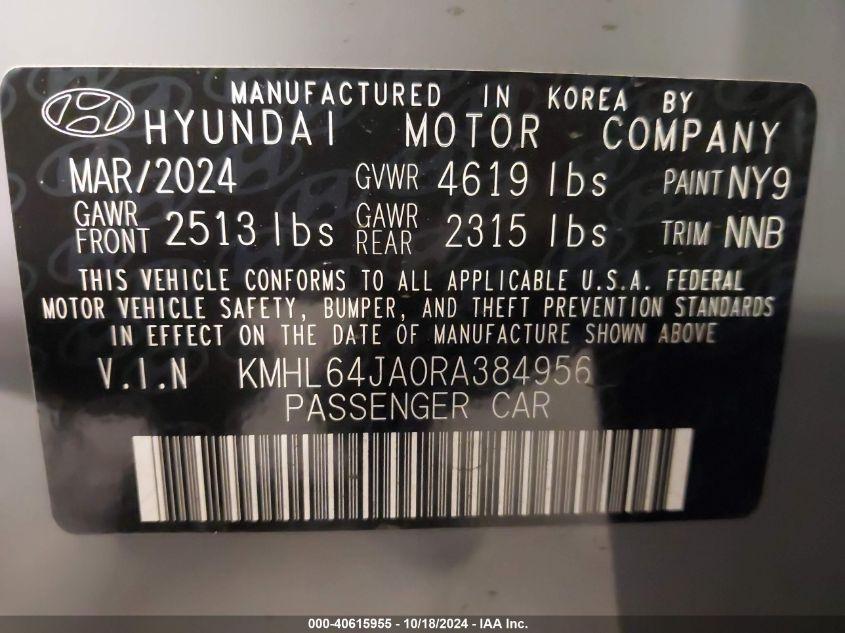 MANUFACTURED IN KOREA BY
HYUNDAI MOTOR COMPANY
MAR/2024 GVWR 4619 lbs PAINT NY9
GAWR FRONT 2513 lbs GAWR REAR 2315 lbs TRIM NNB
THIS VEHICLE CONFORMS TO ALL APPLICABLE U.S.A. FEDERAL
MOTOR VEHICLE SAFETY, BUMPER, AND THEFT PREVENTION STANDARDS
IN EFFECT ON THE DATE OF MANUFACTURE SHOWN ABOVE
V.I.N KMHL64JA0RA384956
PASSENGER CAR
000-40615955 - 10/18/2024 - IAA Inc.